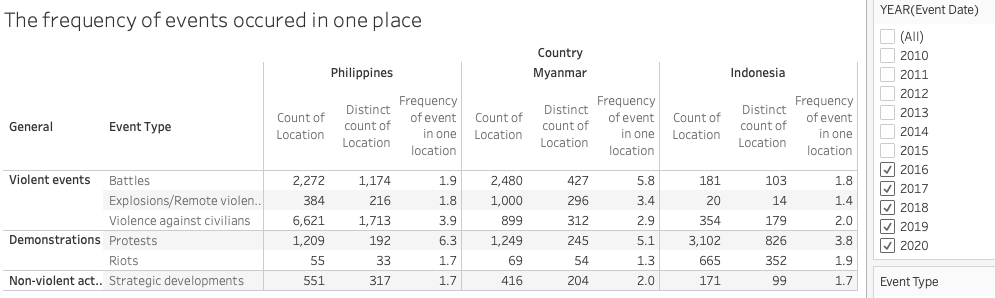 The frequency of events occured in one place
YEAR(Event Date)
(All)
2010
2011
2012
2013
2014
2015
2016
2017
2018
2019
2020
Event Type
Country
Philippines Myanmar Indonesia
General Event Type Count of Location Distinct count of Location Frequency of event in one location Count of Location Distinct count of Location Frequency of event in one location Count of Location Distinct count of Location Frequency of event in one location
Violent events Battles 2,272 1,174 1.9 2,480 427 5.8 181 103 1.8
Explosions/Remote violen.. 384 216 1.8 1,000 296 3.4 20 14 1.4
Violence against civilians 6,621 1,713 3.9 899 312 2.9 354 179 2.0
Demonstrations Protests 1,209 192 6.3 1,249 245 5.1 3,102 826 3.8
Riots 55 33 1.7 69 54 1.3 665 352 1.9
Non-violent act.. Strategic developments 551 317 1.7 416 204 2.0 171 99 1.7